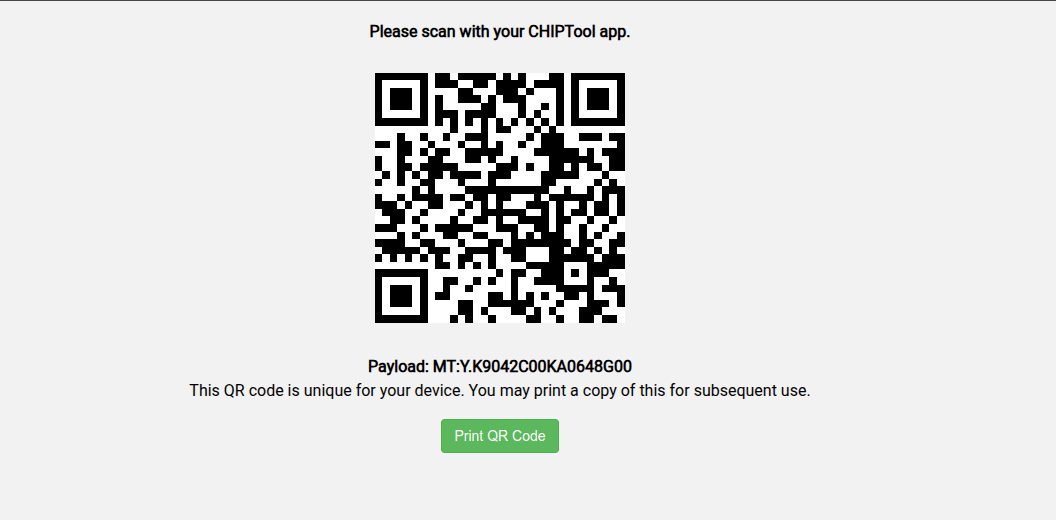 Please scan with your CHIPTool app.
Payload: MT:Y.K9042C00KA0648G00
This QR code is unique for your device. You may print a copy of this for subsequent use.
Print QR Code